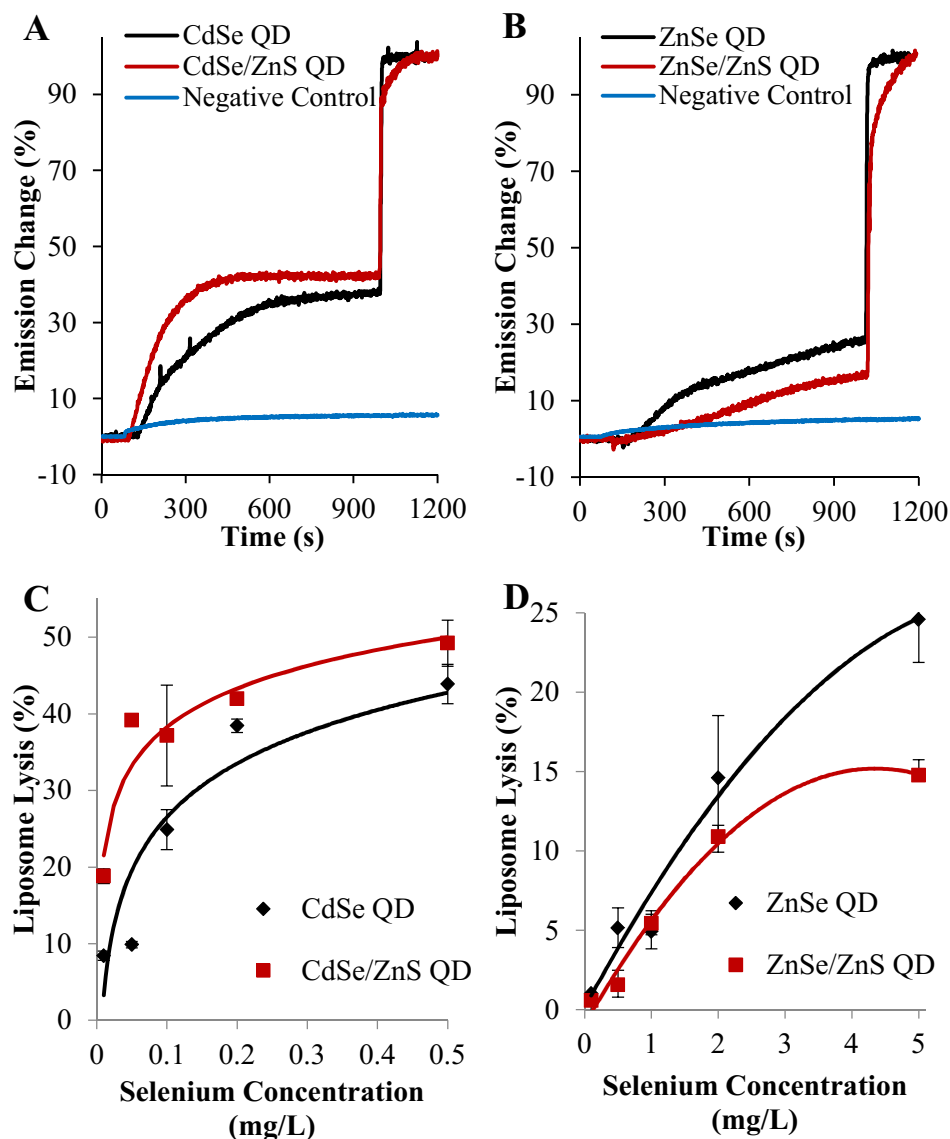 A
CdSe QD
CdSe/ZnS QD
Negative Control
90
70
50
30
10
-10
Emission Change (%)
0 300 600 900 1200
Time (s)
B
ZnSe QD
ZnSe/ZnS QD
Negative Control
90
70
50
30
10
-10
Emission Change (%)
0 300 600 900 1200
Time (s)
C
50
40
30
20
10
0
Liposome Lysis (%)
CdSe QD
CdSe/ZnS QD
0 0.1 0.2 0.3 0.4 0.5
Selenium Concentration
(mg/L)
D
25
20
15
10
5
0
Liposome Lysis (%)
ZnSe QD
ZnSe/ZnS QD
0 1 2 3 4 5
Selenium Concentration
(mg/L)